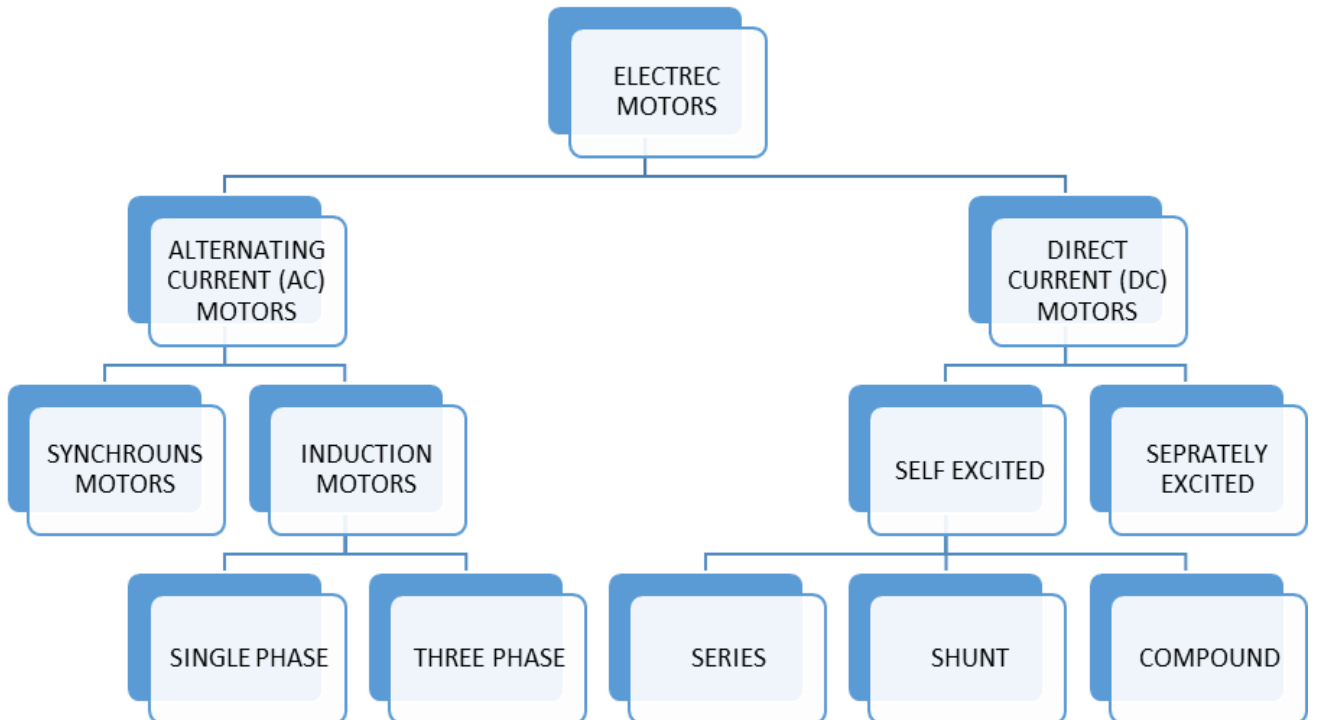 ELECTREC
MOTORS
ALTERNATING
CURRENT (AC)
MOTORS
DIRECT
CURRENT (DC)
MOTORS
SYNCHROUNS
MOTORS
INDUCTION
MOTORS
SELF EXCITED
SEPRATELY
EXCITED
SINGLE PHASE
THREE PHASE
SERIES
SHUNT
COMPOUND